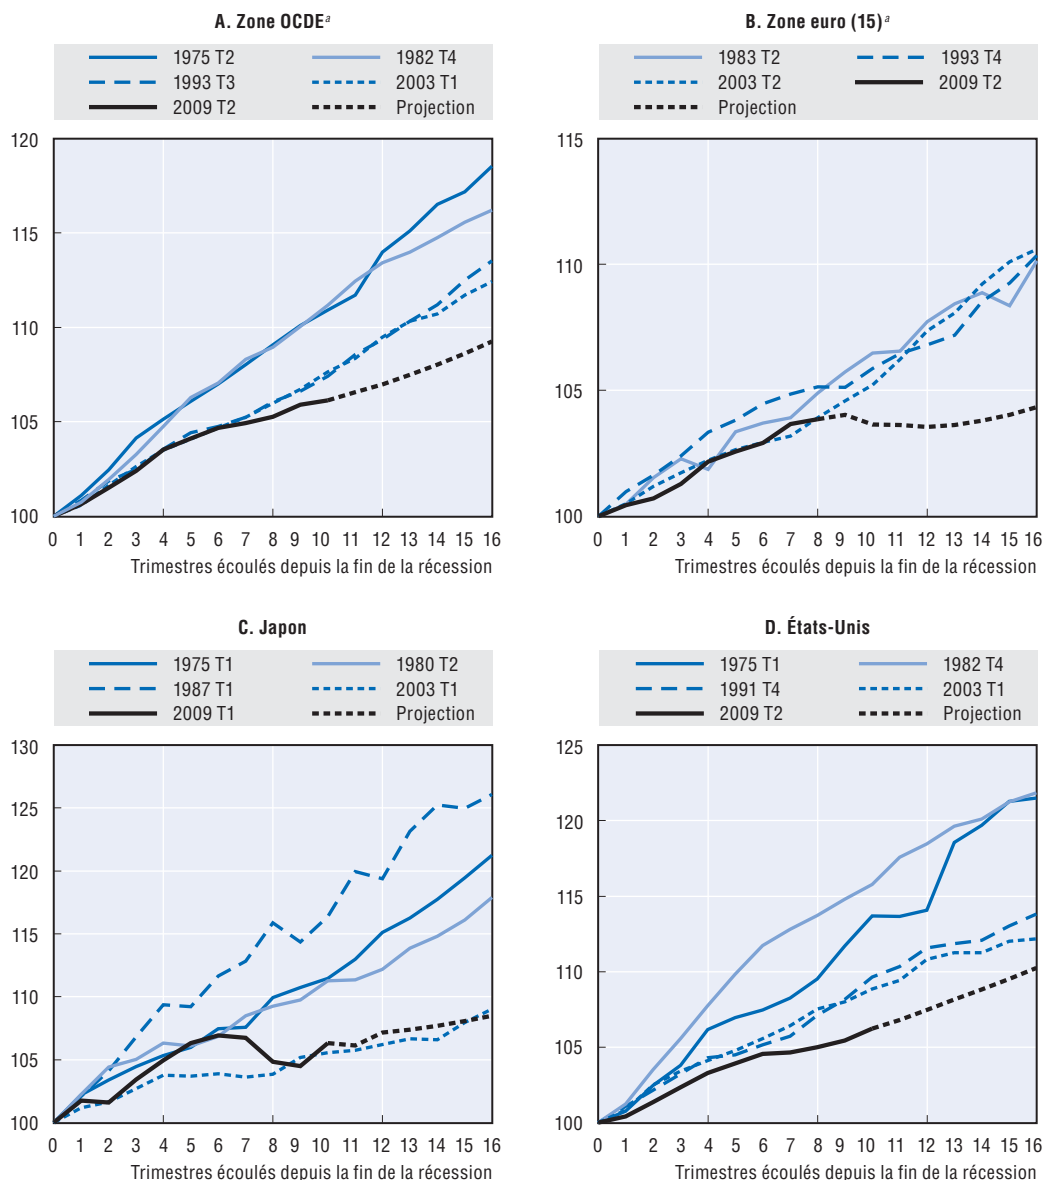 A. Zone OCDEᵃ
1975 T2
1982 T4
1993 T3
2003 T1
2009 T2
Projection
120
115
110
105
100
0 1 2 3 4 5 6 7 8 9 10 11 12 13 14 15 16
Trimestres écoulés depuis la fin de la récession
B. Zone euro (15)ᵃ
1983 T2
1993 T4
2003 T2
2009 T2
Projection
115
110
105
100
0 1 2 3 4 5 6 7 8 9 10 11 12 13 14 15 16
Trimestres écoulés depuis la fin de la récession
C. Japon
1975 T1
1980 T2
1987 T1
2003 T1
2009 T1
Projection
130
125
120
115
110
105
100
0 1 2 3 4 5 6 7 8 9 10 11 12 13 14 15 16
Trimestres écoulés depuis la fin de la récession
D. États-Unis
1975 T1
1982 T4
1991 T4
2003 T1
2009 T2
Projection
125
120
115
110
105
100
0 1 2 3 4 5 6 7 8 9 10 11 12 13 14 15 16
Trimestres écoulés depuis la fin de la récession